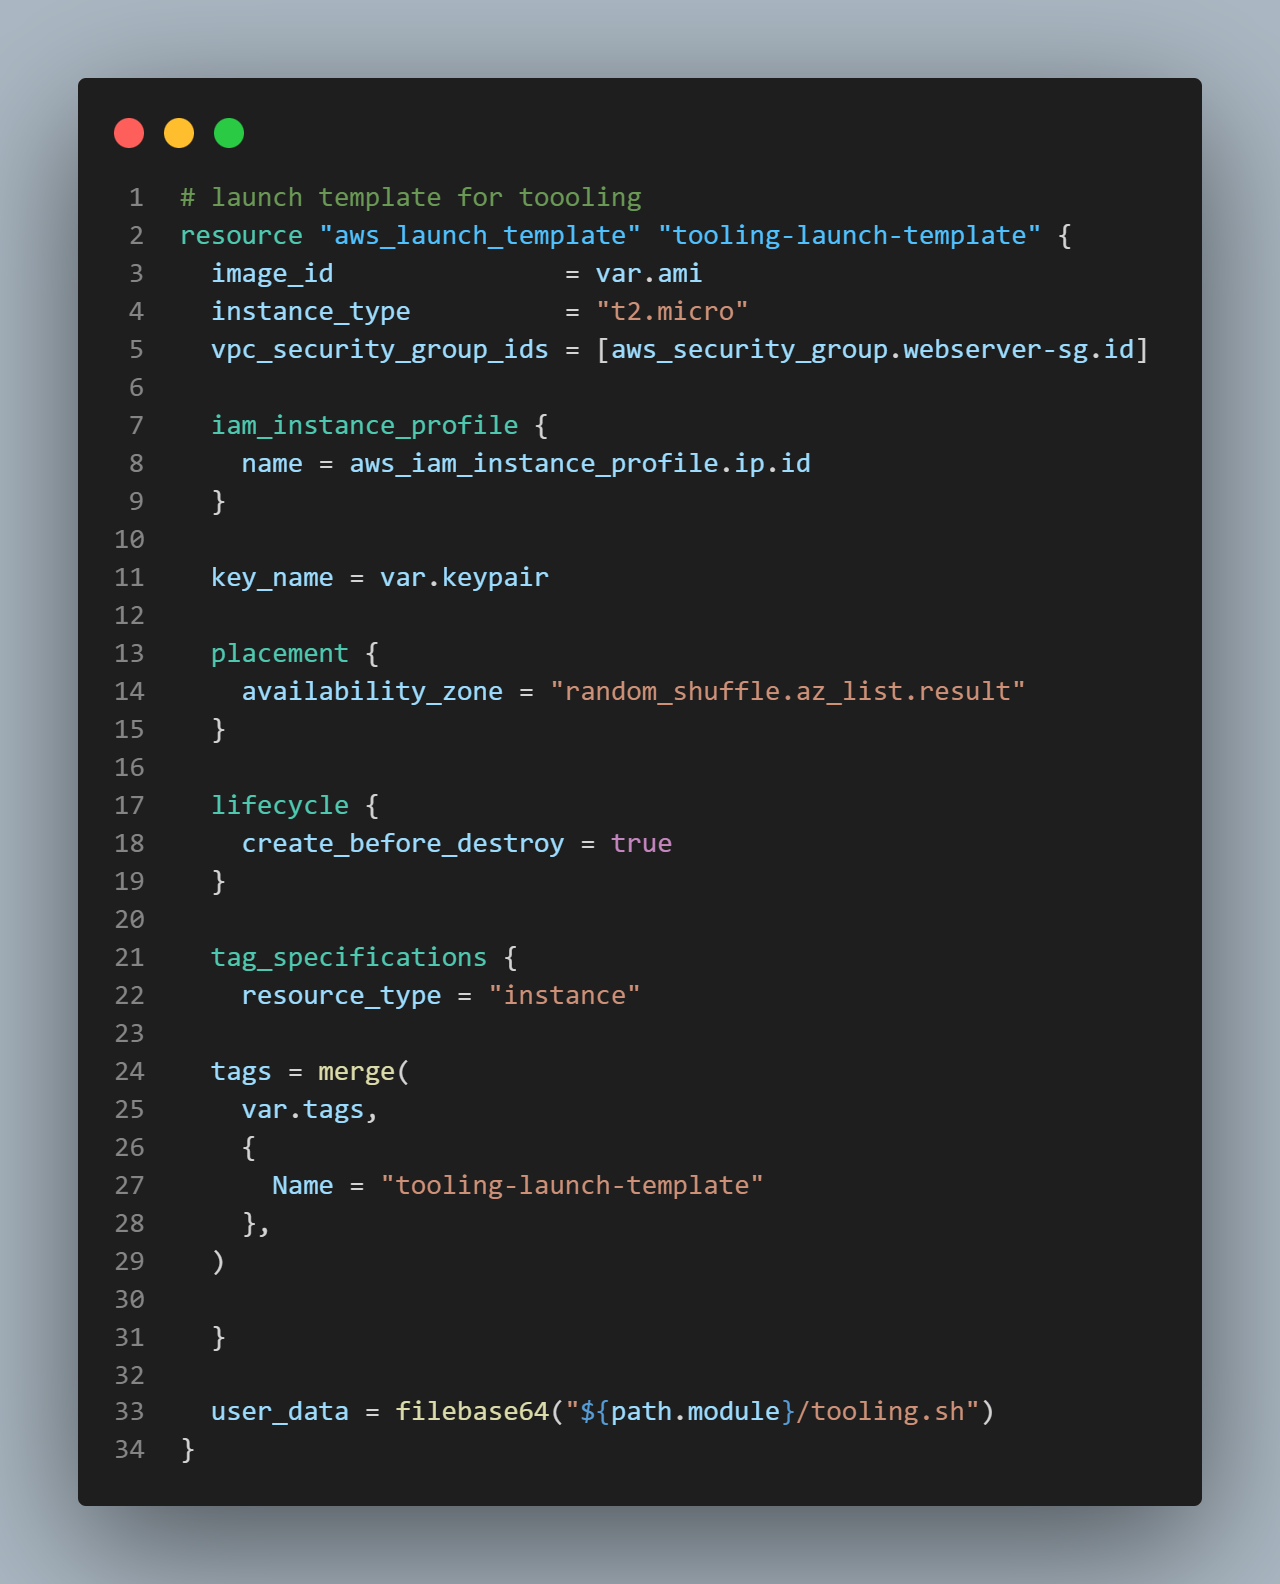 1 # launch template for toooling
2 resource "aws_launch_template" "tooling-launch-template" {
3   image_id               = var.ami
4   instance_type          = "t2.micro"
5   vpc_security_group_ids = [aws_security_group.webserver-sg.id]
6
7   iam_instance_profile {
8     name = aws_iam_instance_profile.ip.id
9   }
10
11   key_name = var.keypair
12
13   placement {
14     availability_zone = "random_shuffle.az_list.result"
15   }
16
17   lifecycle {
18     create_before_destroy = true
19   }
20
21   tag_specifications {
22     resource_type = "instance"
23
24   tags = merge(
25     var.tags,
26     {
27       Name = "tooling-launch-template"
28     },
29   )
30
31   }
32
33   user_data = filebase64("${path.module}/tooling.sh")
34 }